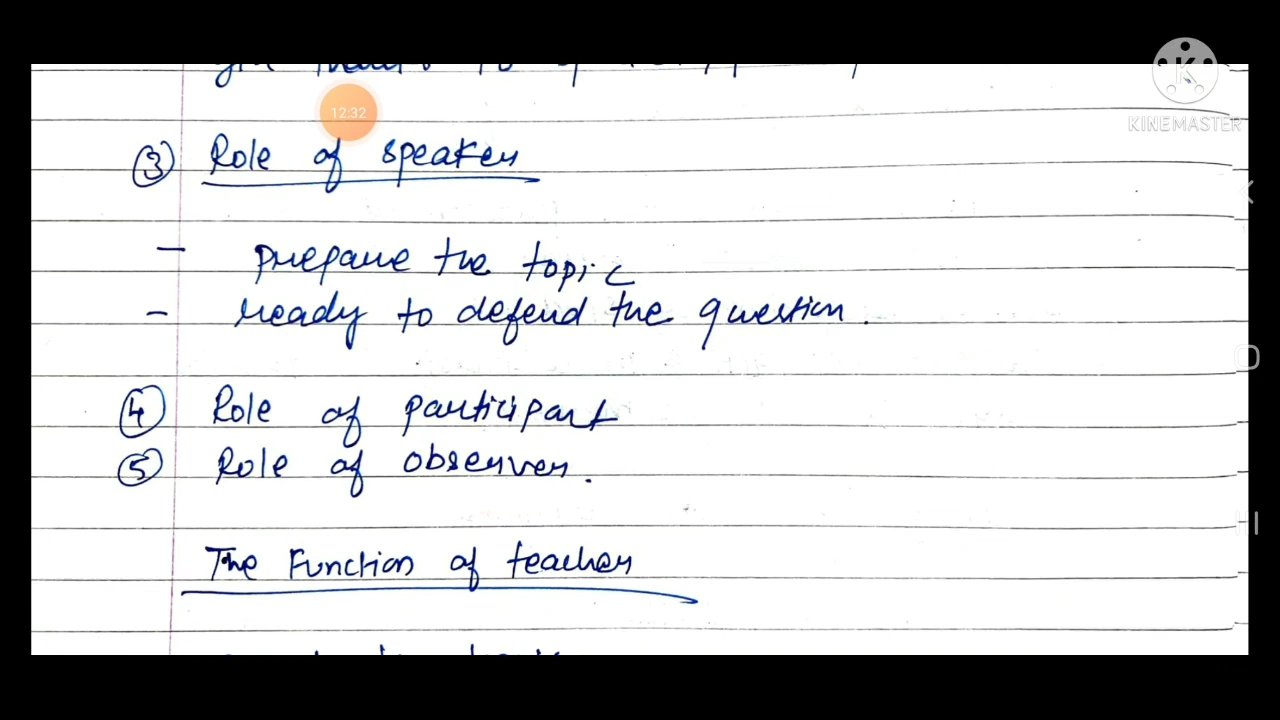 12:32
KINEMASTER
③ Role of speaker
- prepare the topic
- ready to defend the question.
④ Role of participart
⑤ Role of observer.
The Function of teacher